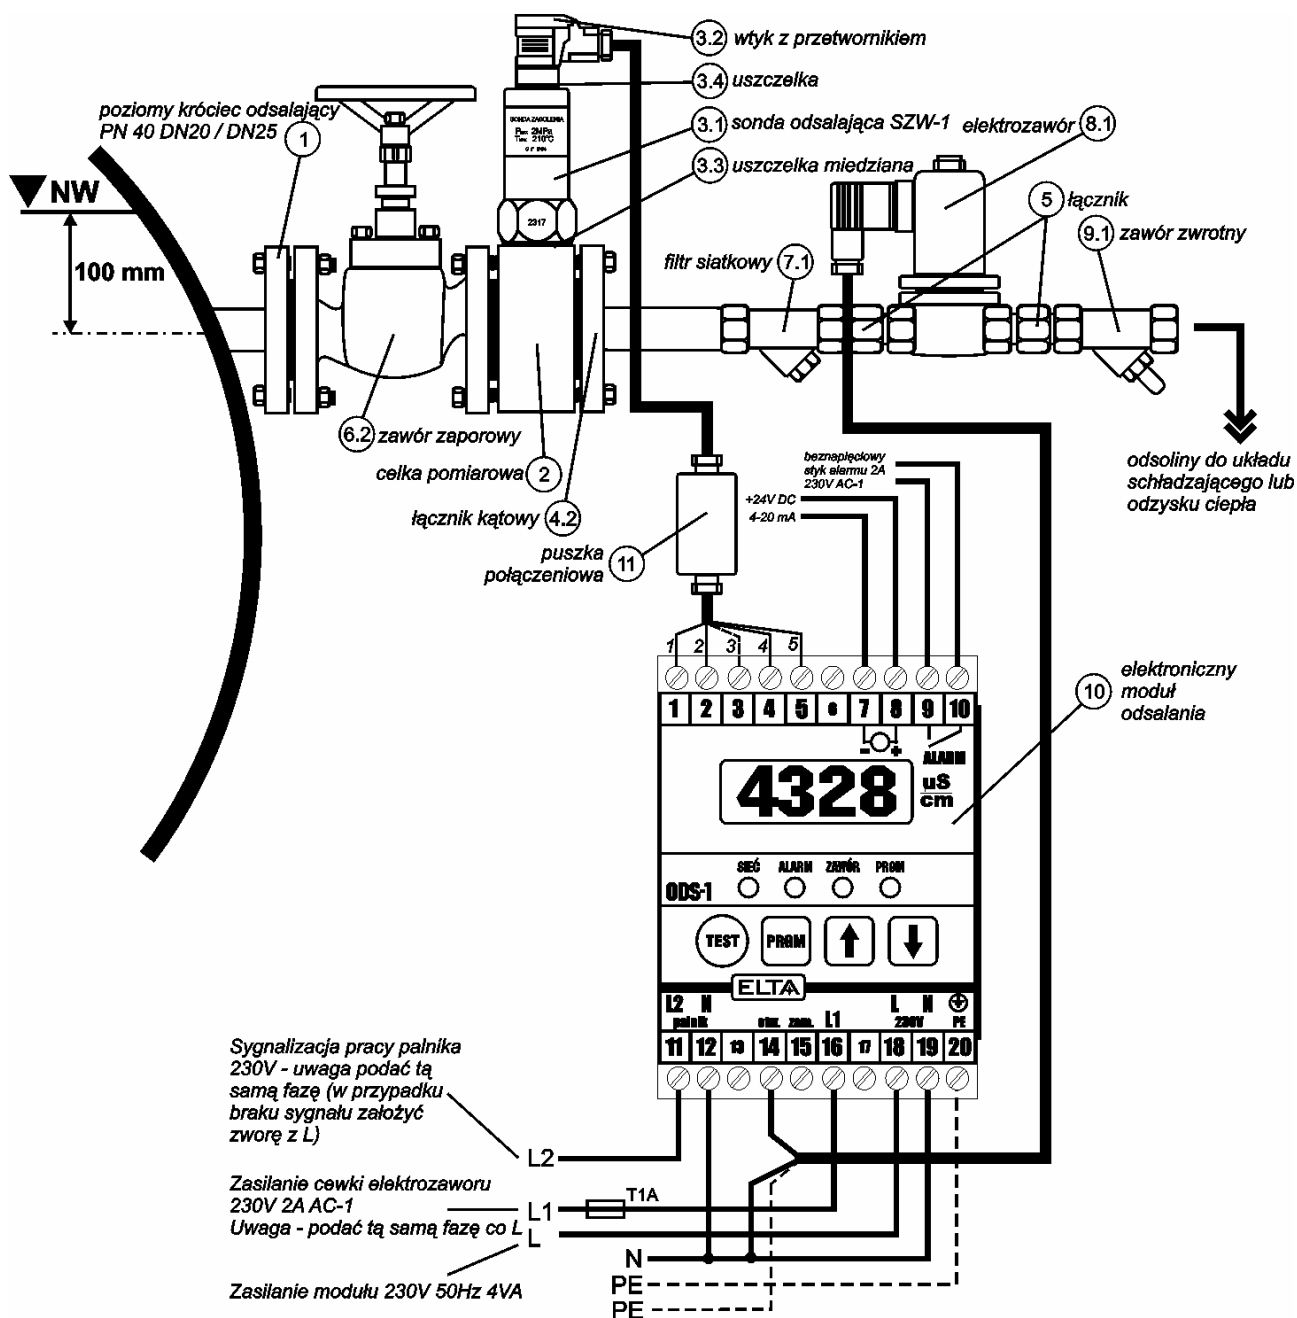 3.2 wtyk z przetwornikiem
3.4 uszczelka
poziomy króciec odsalający
PN 40 DN20 / DN25
1
SONDA ZASOLENIA
Pmax 2MPa
Tmax 210°C
3.1 sonda odsalająca SZW-1
elektrozawór 8.1
3.3 uszczelka miedziana
NW
2317
5 łącznik
9.1 zawór zwrotny
100 mm
filtr siatkowy 7.1
6.2 zawór zaporowy
celka pomiarowa 2
łącznik kątowy 4.2
puszka
połączeniowa 11
beznapięciowy
styk alarmu 2A
230V AC-1
+24V DC
4-20 mA
odsoliny do układu
schładzającego lub
odzysku ciepła
1 2 3 4 5
elektroniczny
moduł
odsalania
10
1 2 3 4 5 6 7 8 9 10
- +
ALARM
4328 uS
cm
SIEĆ ALARM ZAWÓR PRGM
ODS-1
TEST PRGM
ELTA
L2 N L1 L N
palnik otw. zam. 230V PE
11 12 13 14 15 16 17 18 19 20
Sygnalizacja pracy palnika
230V - uwaga podać tą
samą fazę (w przypadku
braku sygnału założyć
zworę z L)
L2
Zasilanie cewki elektrozaworu
230V 2A AC-1
Uwaga - podać tą samą fazę co L
L1
T1A
L
N
Zasilanie modułu 230V 50Hz 4VA
PE
PE